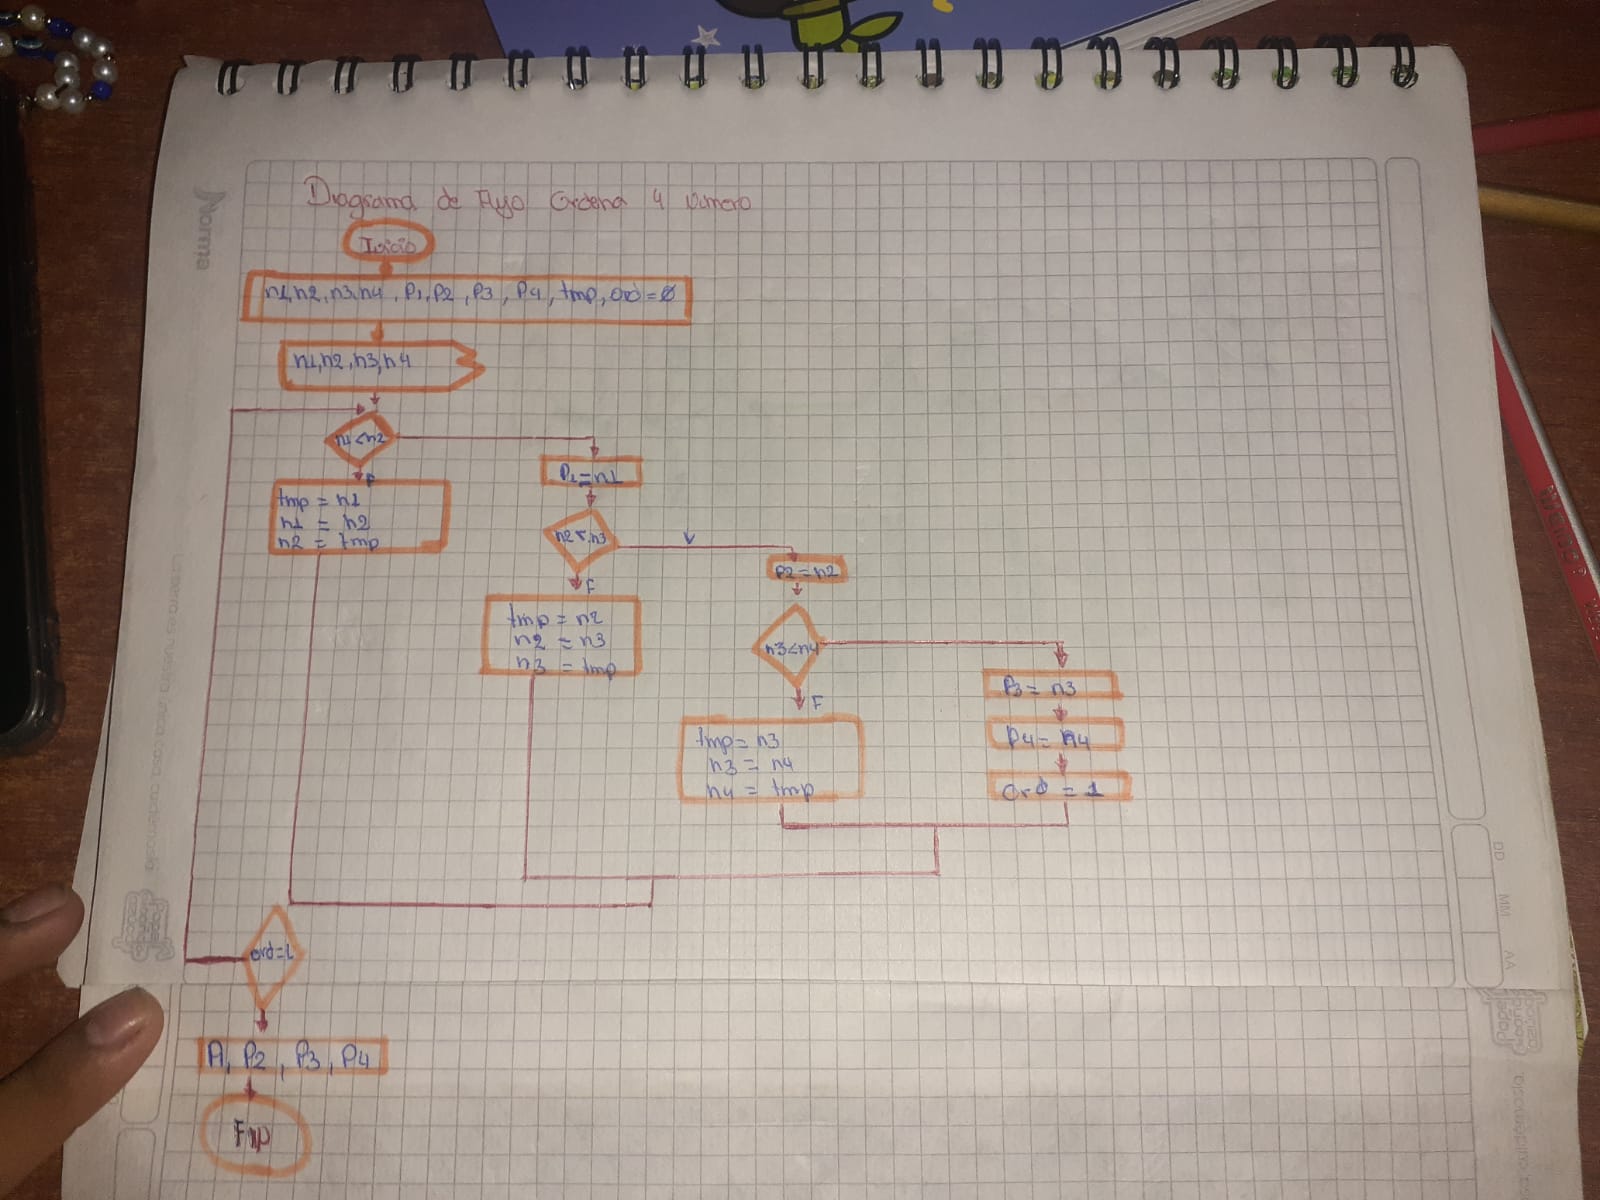 Diagrama de Flujo Ordena 4 número
Inicio
n1,n2,n3,n4, P1,P2, P3, P4, tmp, ord=0
n1,n2,n3,n4
n1<n2
F
tmp = n1
n1 = n2
n2 = tmp
P1=n1
n2<n3
V
F
tmp = n2
n2 = n3
n3 = tmp
P2=n2
n3<n4
F
tmp= n3
n3 = n4
n4 = tmp
P3= n3
P4= n4
Ord = 1
ord=1
P1, P2, P3, P4
Fin
Norma
DD
MM
AA